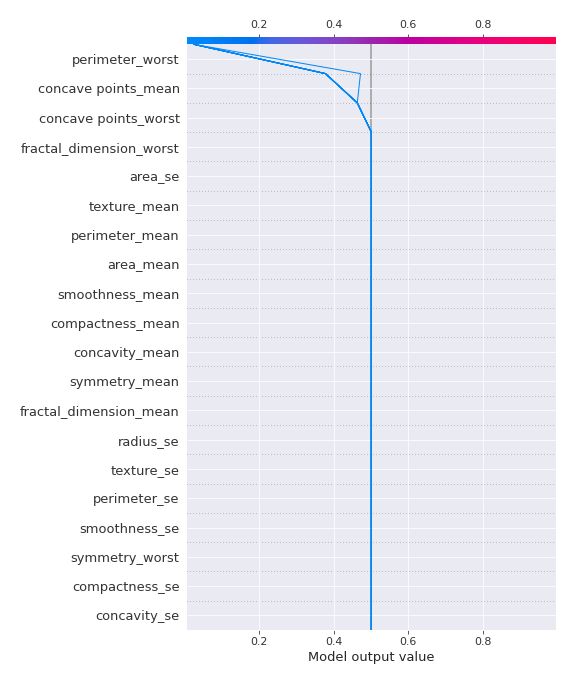 0.2 0.4 0.6 0.8
perimeter_worst
concave points_mean
concave points_worst
fractal_dimension_worst
area_se
texture_mean
perimeter_mean
area_mean
smoothness_mean
compactness_mean
concavity_mean
symmetry_mean
fractal_dimension_mean
radius_se
texture_se
perimeter_se
smoothness_se
symmetry_worst
compactness_se
concavity_se
0.2 0.4 0.6 0.8
Model output value